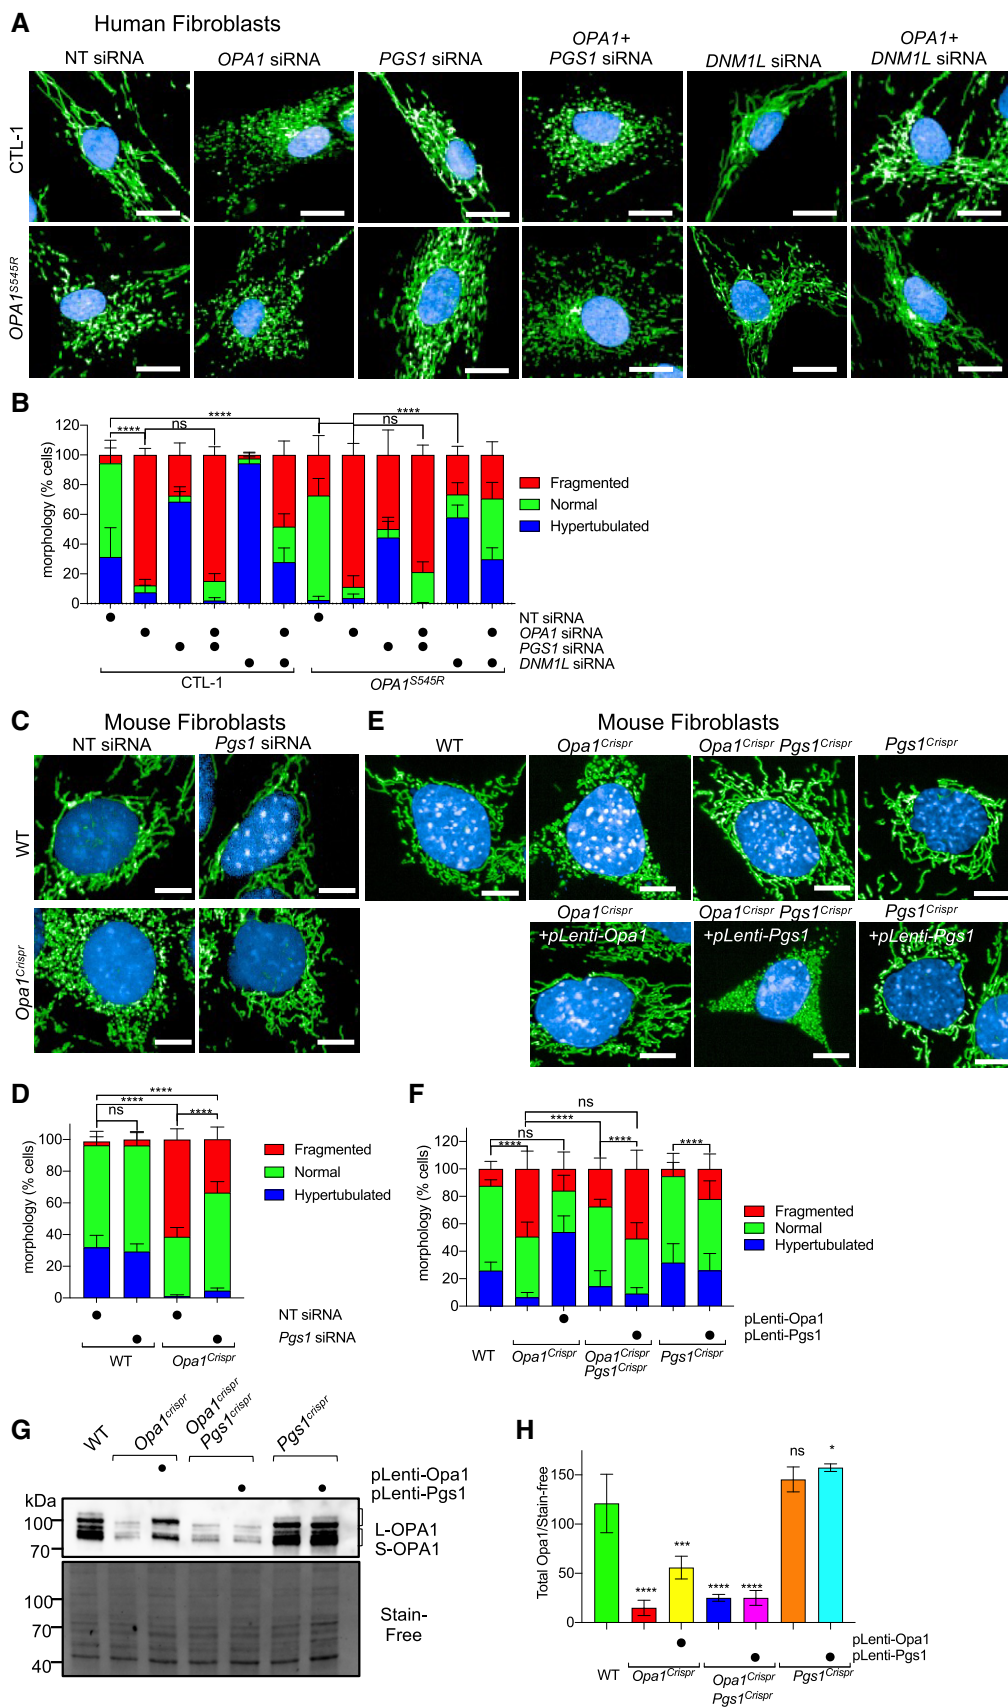 A
Human Fibroblasts
NT siRNA
OPA1 siRNA
PGS1 siRNA
OPA1+
PGS1 siRNA
DNM1L siRNA
OPA1+
DNM1L siRNA
CTL-1
OPA1S545R
B
morphology (% cells)
120
100
80
60
40
20
0
****
ns
****
****
ns
Fragmented
Normal
Hypertubulated
NT siRNA
OPA1 siRNA
PGS1 siRNA
DNM1L siRNA
CTL-1
OPA1S545R
C
Mouse Fibroblasts
NT siRNA
Pgs1 siRNA
WT
Opa1Crispr
E
Mouse Fibroblasts
WT
Opa1Crispr
Opa1Crispr Pgs1Crispr
Pgs1Crispr
Opa1Crispr
+pLenti-Opa1
Opa1Crispr Pgs1Crispr
+pLenti-Pgs1
Pgs1Crispr
+pLenti-Pgs1
D
morphology (% cells)
100
80
60
40
20
0
****
****
ns
****
Fragmented
Normal
Hypertubulated
NT siRNA
Pgs1 siRNA
WT
Opa1Crispr
F
morphology (% cells)
120
100
80
60
40
20
0
ns
****
ns
****
****
****
Fragmented
Normal
Hypertubulated
pLenti-Opa1
pLenti-Pgs1
WT
Opa1Crispr
Opa1Crispr
Pgs1Crispr
Pgs1Crispr
G
WT
Opa1crispr
Opa1crispr
Pgs1crispr
Pgs1crispr
pLenti-Opa1
pLenti-Pgs1
kDa
100
70
L-OPA1
S-OPA1
100
70
40
Stain-
Free
H
Total Opa1/Stain-free
150
100
50
0
****
***
****
****
ns
*
pLenti-Opa1
pLenti-Pgs1
WT
Opa1Crispr
Opa1Crispr
Pgs1Crispr
Pgs1Crispr